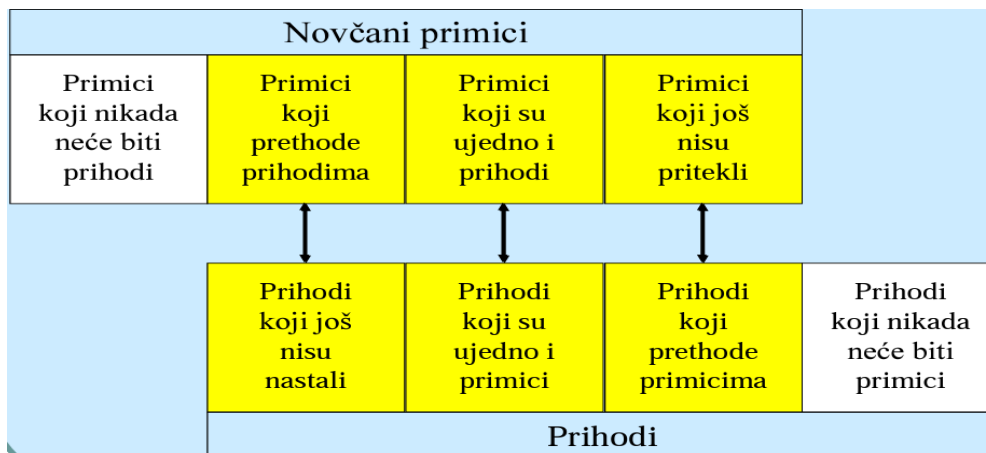 Novčani primici
Primici
koji nikada
neće biti
prihodi
Primici
koji
prethode
prihodima
Primici
koji su
ujedno i
prihodi
Primici
koji još
nisu
pritekli
Prihodi
koji još
nisu
nastali
Prihodi
koji su
ujedno i
primici
Prihodi
koji
prethode
primicima
Prihodi
koji nikada
neće biti
primici
Prihodi